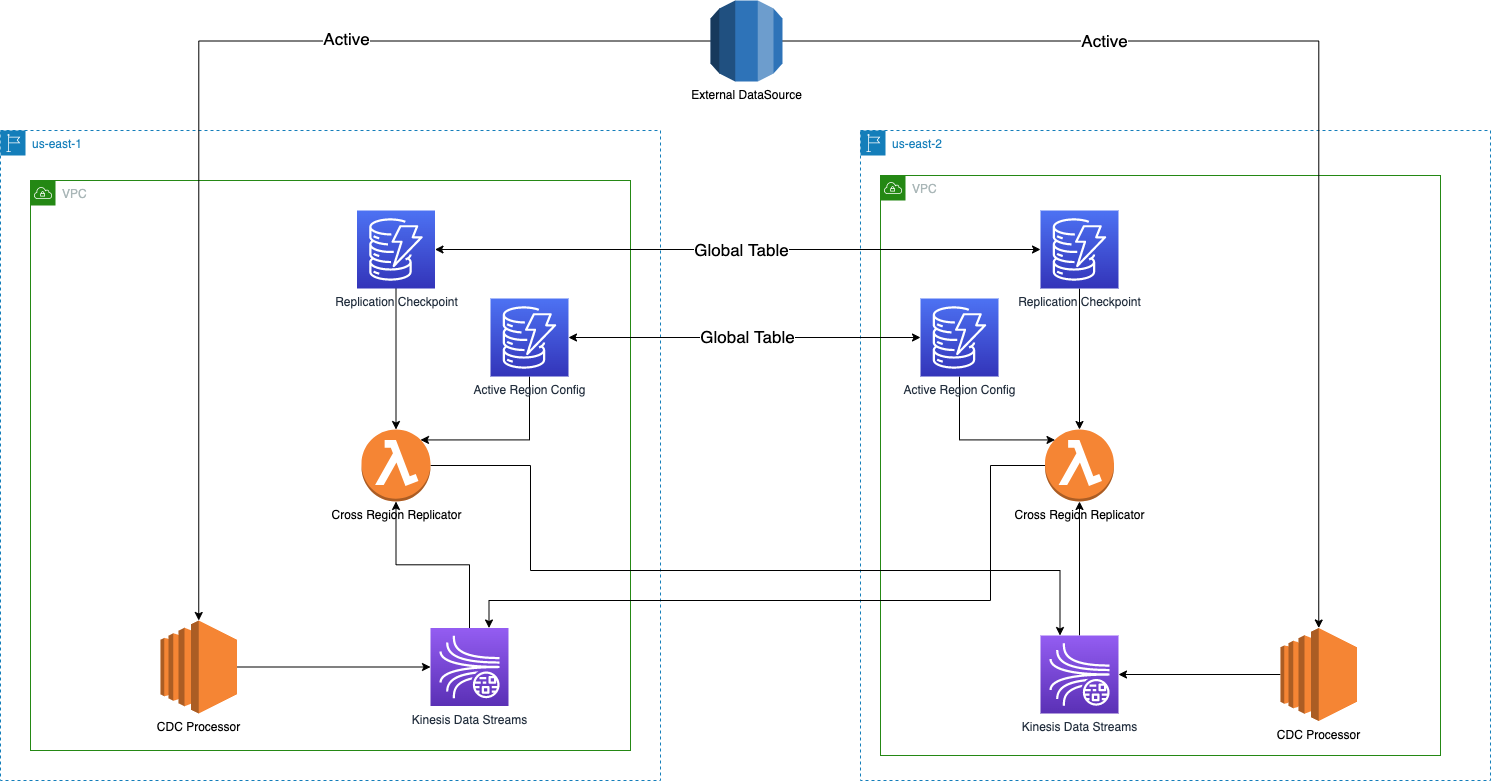 Active
Active
External DataSource
us-east-1
us-east-2
VPC
VPC
Global Table
Replication Checkpoint
Replication Checkpoint
Global Table
Active Region Config
Active Region Config
Cross Region Replicator
Cross Region Replicator
Kinesis Data Streams
CDC Processor
Kinesis Data Streams
CDC Processor